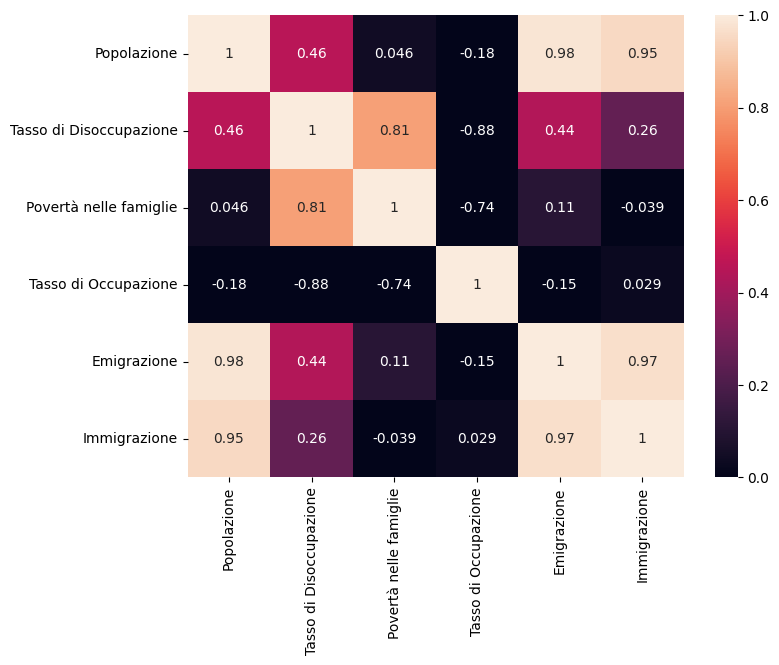 Popolazione 1 0.46 0.046 -0.18 0.98 0.95
Tasso di Disoccupazione 0.46 1 0.81 -0.88 0.44 0.26
Povertà nelle famiglie 0.046 0.81 1 -0.74 0.11 -0.039
Tasso di Occupazione -0.18 -0.88 -0.74 1 -0.15 0.029
Emigrazione 0.98 0.44 0.11 -0.15 1 0.97
Immigrazione 0.95 0.26 -0.039 0.029 0.97 1
Popolazione
Tasso di Disoccupazione
Povertà nelle famiglie
Tasso di Occupazione
Emigrazione
Immigrazione
1.0
0.8
0.6
0.4
0.2
0.0